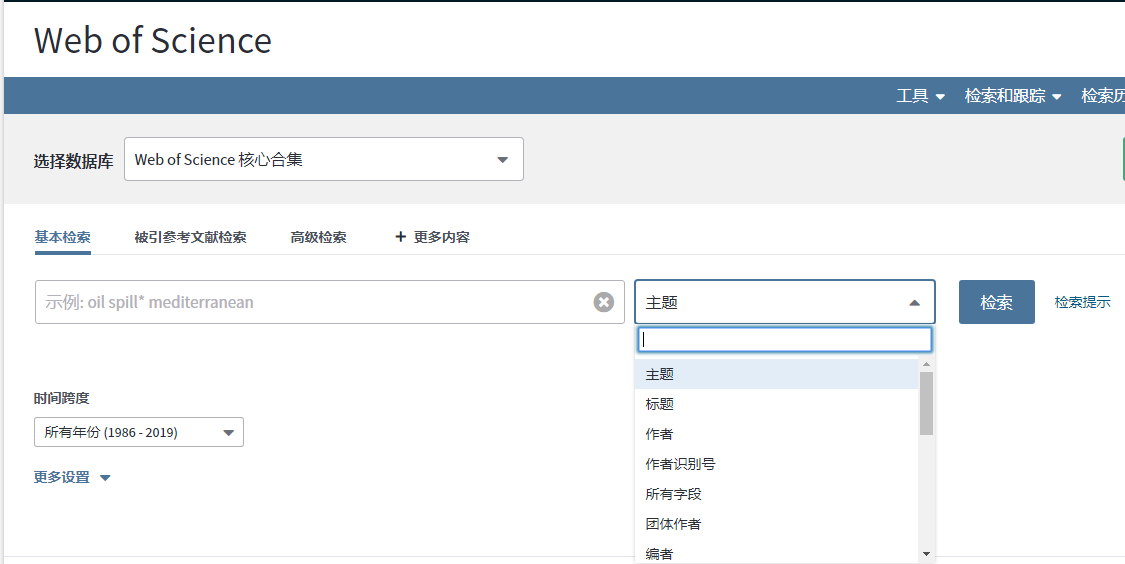 Web of Science
工具 检索和跟踪 检索历
选择数据库 Web of Science 核心合集
基本检索 被引参考文献检索 高级检索 + 更多内容
示例: oil spill* mediterranean 主题 检索 检索提示
主题
标题
时间跨度
作者
所有年份 (1986 - 2019)
作者识别号
更多设置
所有字段
团体作者
编者